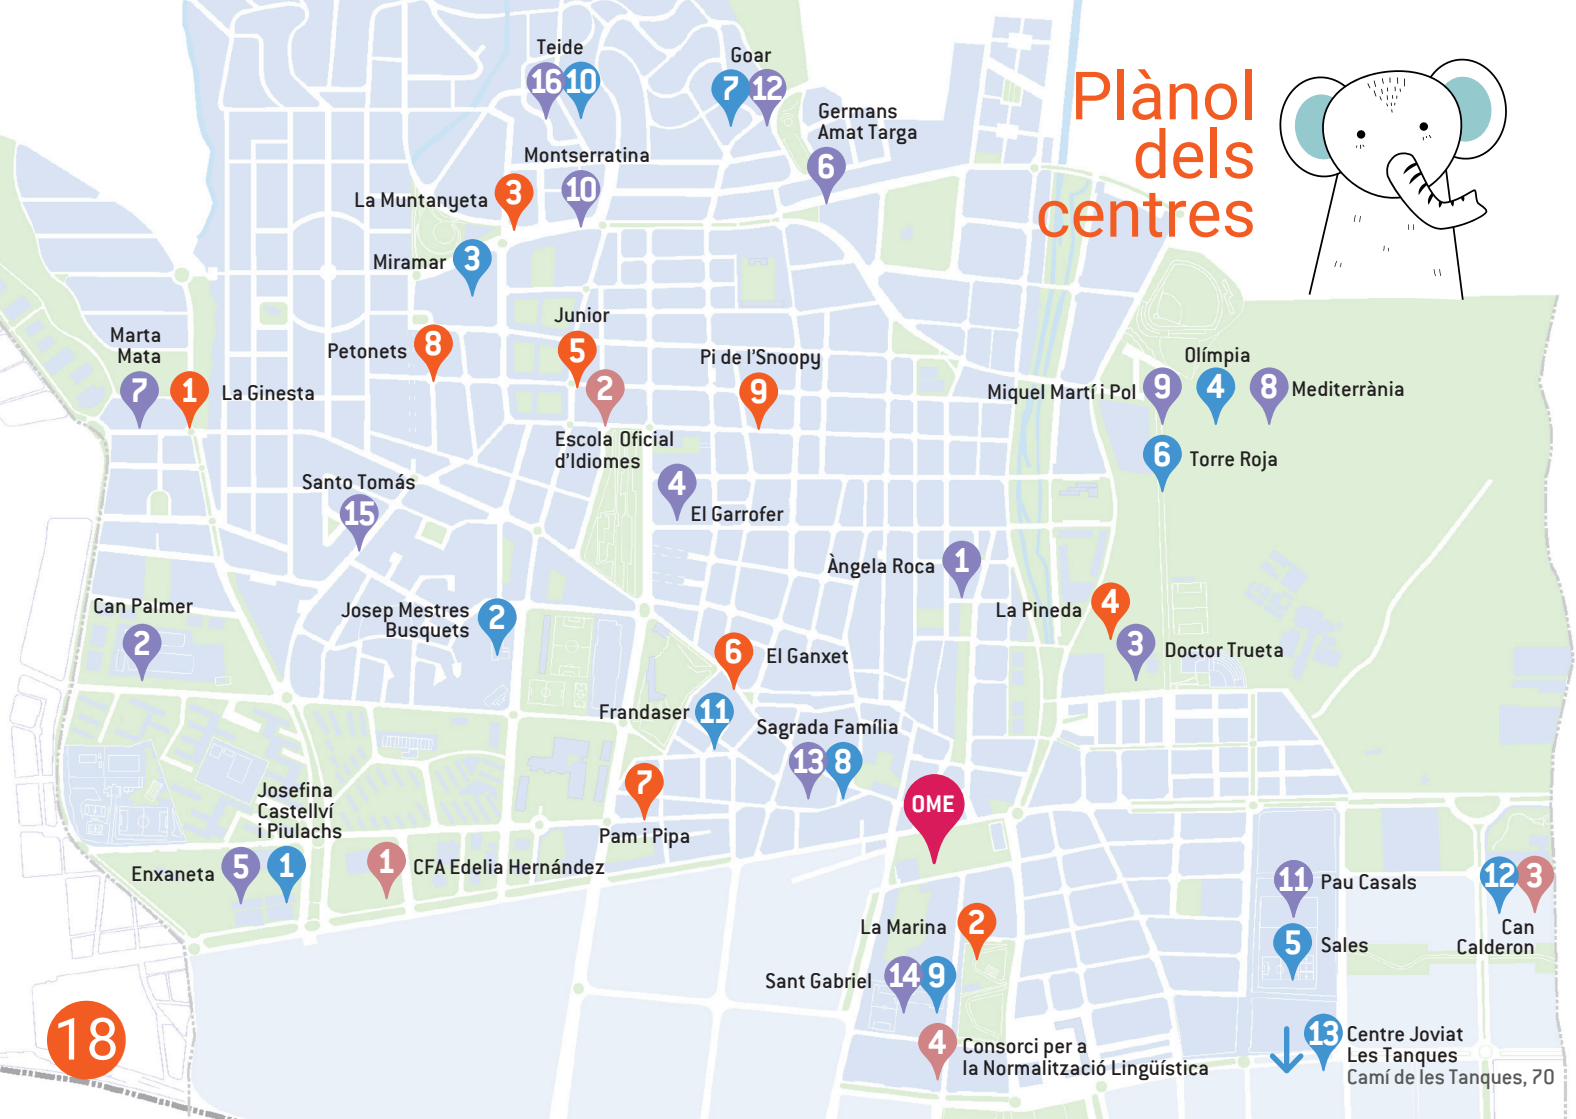 Plànol
dels
centres
Teide
16 10
Goar
7 12
Germans
Amat Targa
6
Montserratina
10
La Muntanyeta
3
Miramar
3
Junior
5
Marta
Mata
7
1
La Ginesta
Petonets
8
Pi de l'Snoopy
9
2
Escola Oficial
d'Idiomes
Olímpia
Miquel Martí i Pol
9
4
8
Mediterrània
6
Torre Roja
Santo Tomás
15
4
El Garrofer
Àngela Roca
1
Can Palmer
2
Josep Mestres
Busquets
2
La Pineda
4
3
Doctor Trueta
6
El Ganxet
Frandaser
11
Sagrada Família
13 8
7
Pam i Pipa
OME
Josefina
Castellví
i Piulachs
Enxaneta
5
1
1
CFA Edelia Hernández
11
Pau Casals
12 3
Can
Calderon
La Marina
2
5
Sales
Sant Gabriel
14 9
4
Consorci per a
la Normalització Lingüística
13
Centre Joviat
Les Tanques
Camí de les Tanques, 70
18